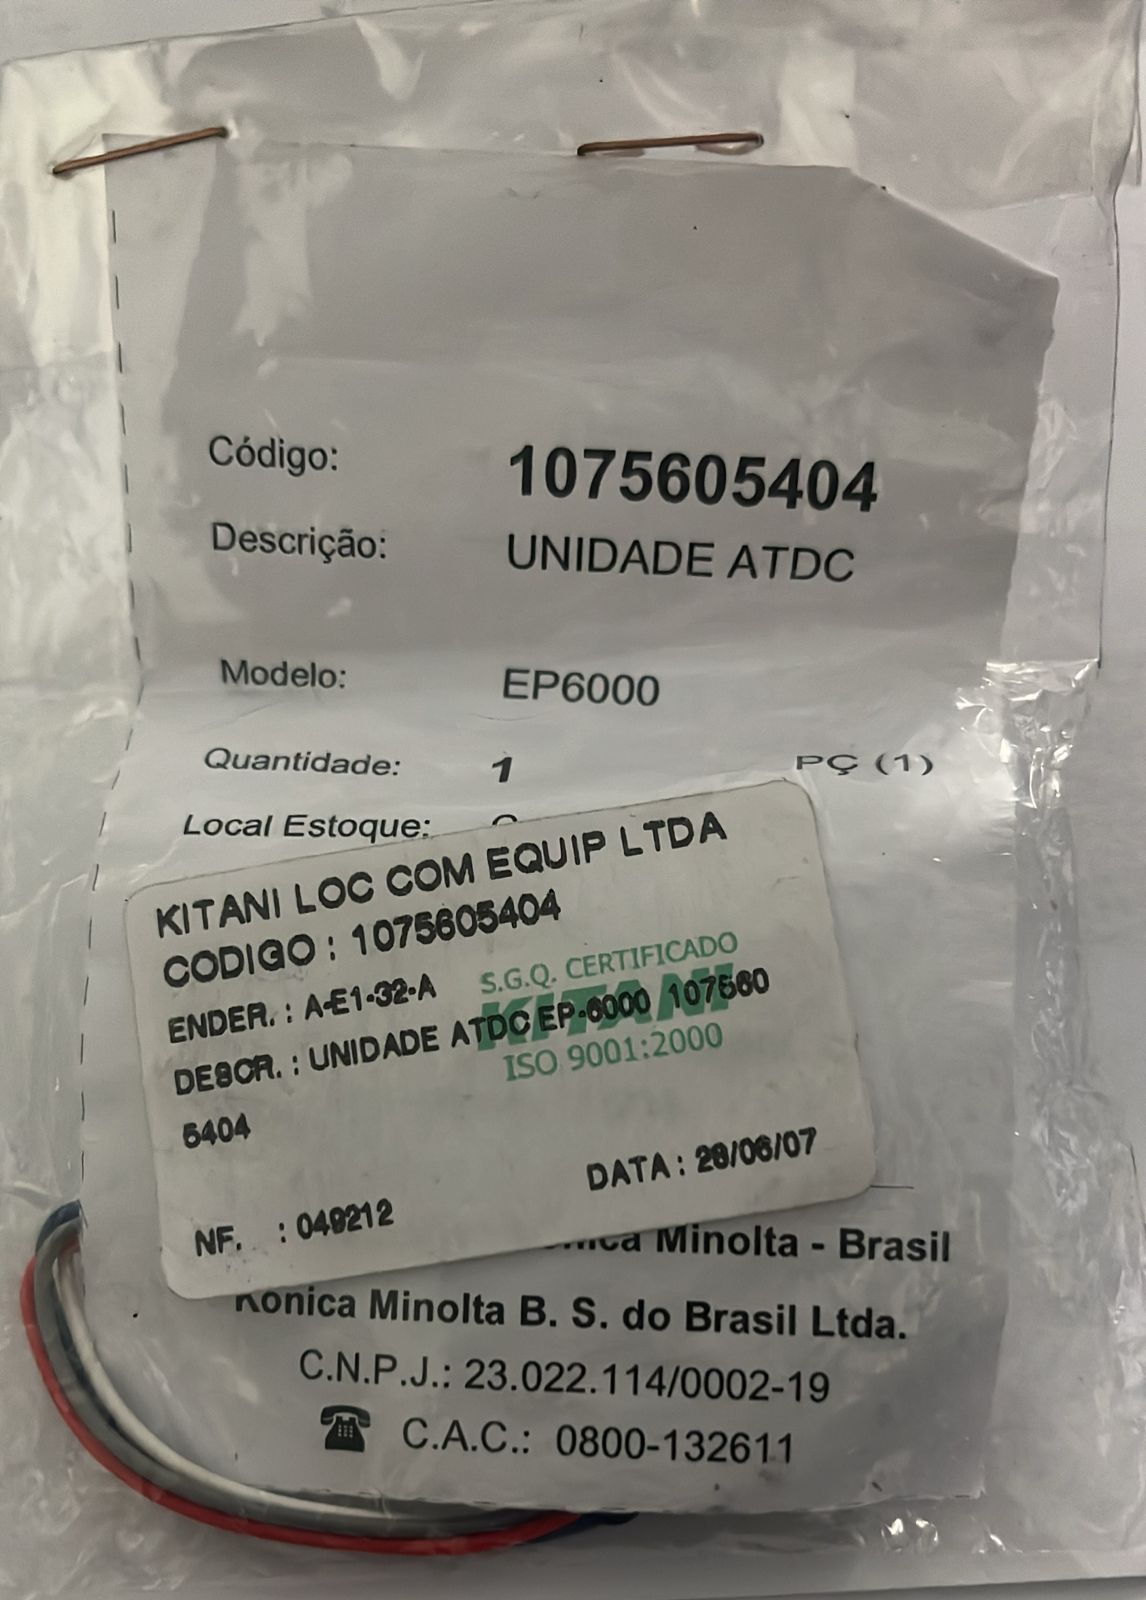 Código: 1075605404
Descrição: UNIDADE ATDC
Modelo: EP6000
Quantidade: 1 PÇ (1)
Local Estoque:
KITANI LOC COM EQUIP LTDA
CODIGO : 1075605404
S.G.Q. CERTIFICADO
ENDER. : A-E1-32-A
KITANI
DESCR. : UNIDADE ATDC EP-6000 107560
ISO 9001:2000
5404
DATA : 28/06/07
NF. : 049212
Minolta - Brasil
Konica Minolta B. S. do Brasil Ltda.
C.N.P.J.: 23.022.114/0002-19
C.A.C.: 0800-132611